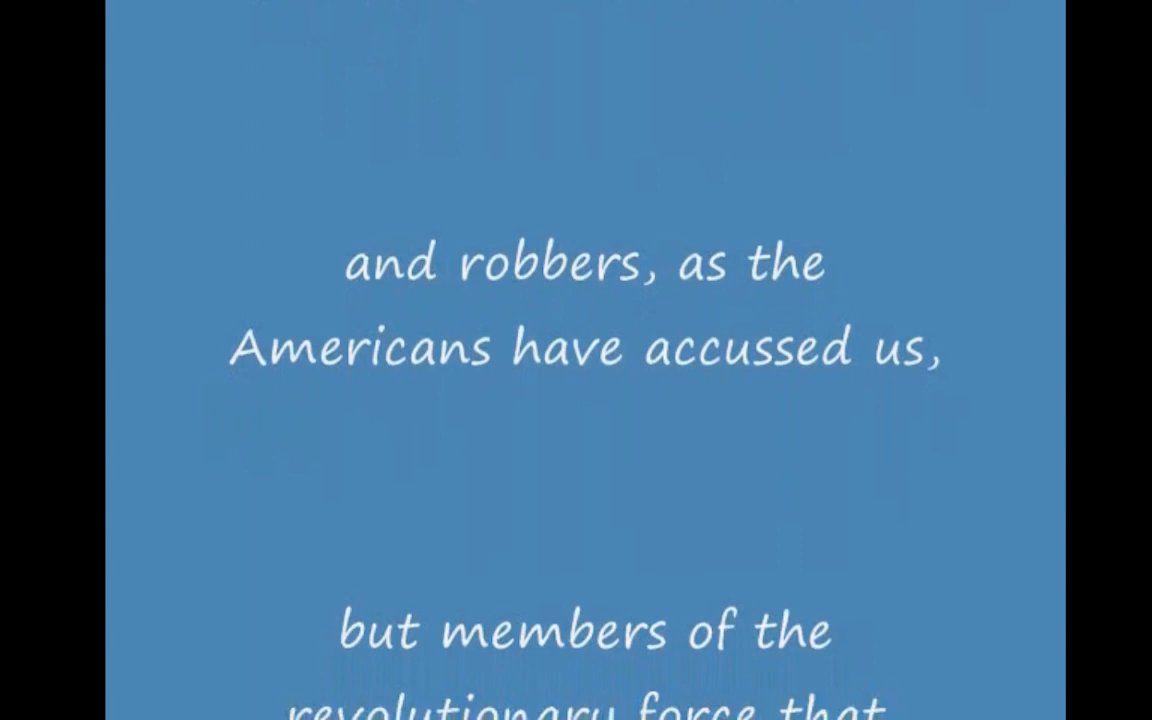 and robbers, as the
Americans have accussed us,
but members of the
revolutionary force that